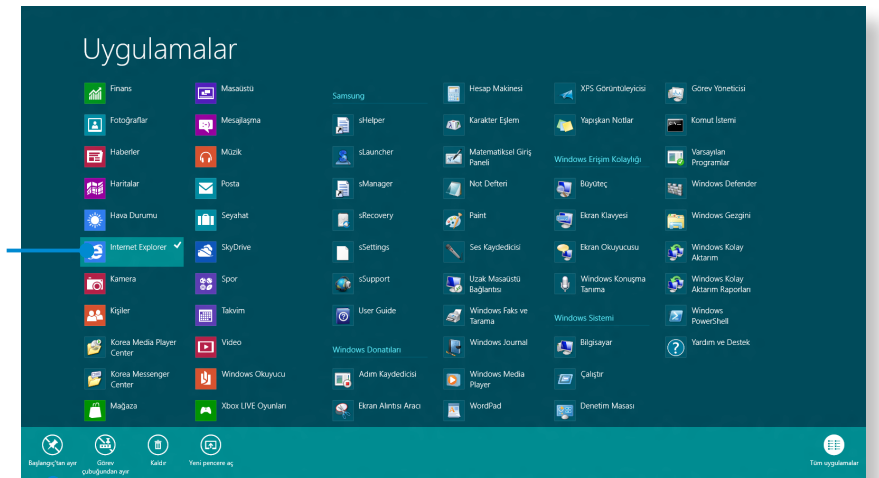 Uygulamalar
Finans
Fotoğraflar
Haberler
Haritalar
Hava Durumu
Internet Explorer
Kamera
Kişiler
Korea Media Player
Center
Korea Messenger
Center
Mağaza
Masaüstü
Mesajlaşma
Müzik
Posta
Seyahat
SkyDrive
Spor
Takvim
Video
Windows Okuyucu
Xbox LIVE Oyunları
Samsung
sHelper
sLauncher
sManager
sRecovery
sSettings
sSupport
User Guide
Windows Donatıları
Adım Kaydedicisi
Ekran Alıntısı Aracı
Hesap Makinesi
Karakter Eşlem
Matematiksel Giriş
Paneli
Not Defteri
Paint
Ses Kaydedicisi
Uzak Masaüstü
Bağlantısı
Windows Faks ve
Tarama
Windows Journal
Windows Media
Player
WordPad
XPS Görüntüleyicisi
Yapışkan Notlar
Windows Erişim Kolaylığı
Büyüteç
Ekran Klavyesi
Ekran Okuyucusu
Windows Konuşma
Tanıma
Windows Sistemi
Bilgisayar
Çalıştır
Denetim Masası
Görev Yöneticisi
Komut İstemi
Varsayılan
Programlar
Windows Defender
Windows Gezgini
Windows Kolay
Aktarım
Windows Kolay
Aktarım Raporları
Windows
PowerShell
Yardım ve Destek
Başlangıç'tan ayır
Görev
çubuğundan ayır
Kaldır
Yeni pencere aç
Tüm uygulamalar